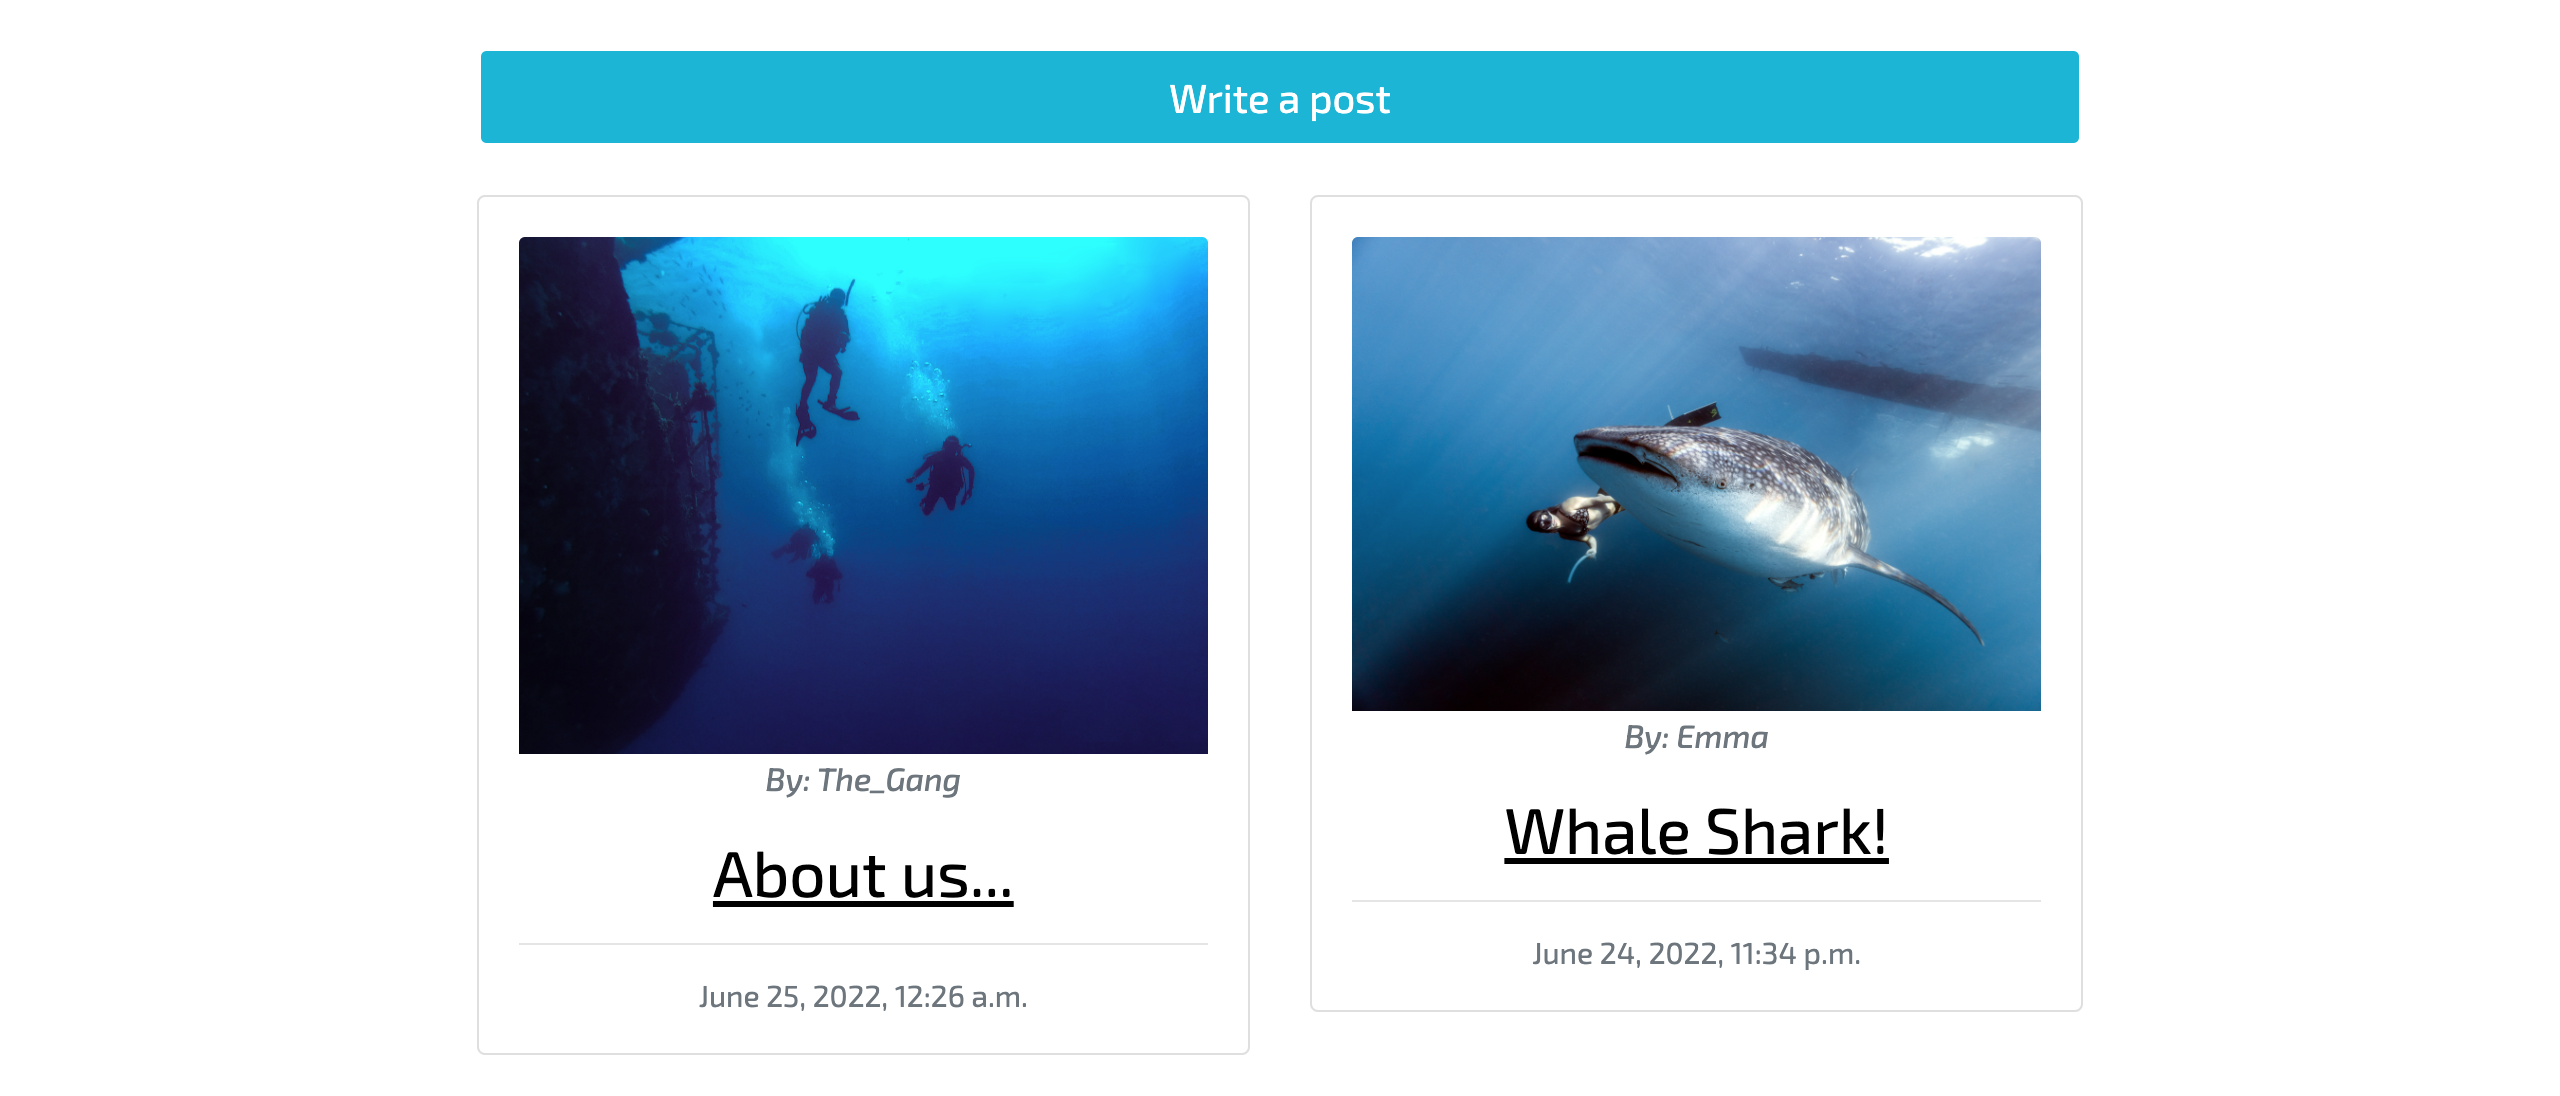 Write a post
By: The_Gang
About us...
June 25, 2022, 12:26 a.m.
By: Emma
Whale Shark!
June 24, 2022, 11:34 p.m.